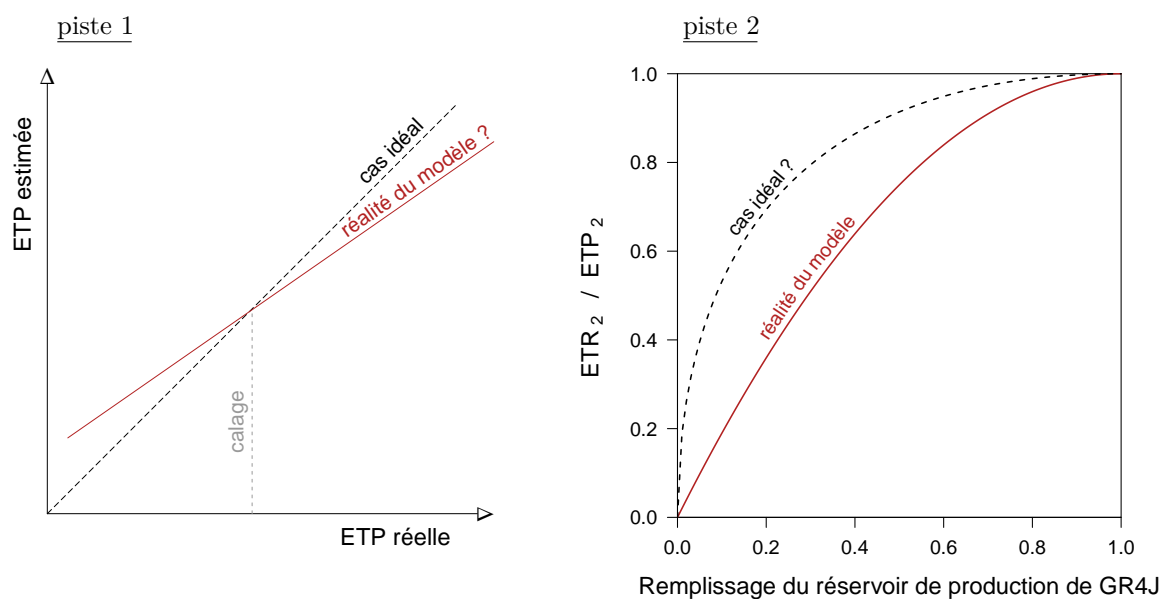 piste 1
ETP estimée
cas idéal
réalité du modèle ?
calage
ETP réelle
piste 2
1.0
0.8
0.6
0.4
0.2
0.0
ETR 2 / ETP 2
cas idéal ?
réalité du modèle
0.0 0.2 0.4 0.6 0.8 1.0
Remplissage du réservoir de production de GR4J